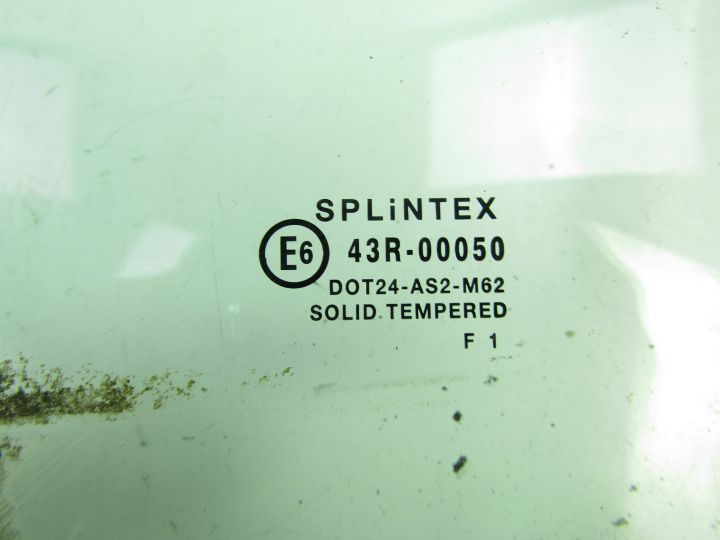 SPLiNTEX
E6 43R-00050
DOT24-AS2-M62
SOLID TEMPERED
F 1